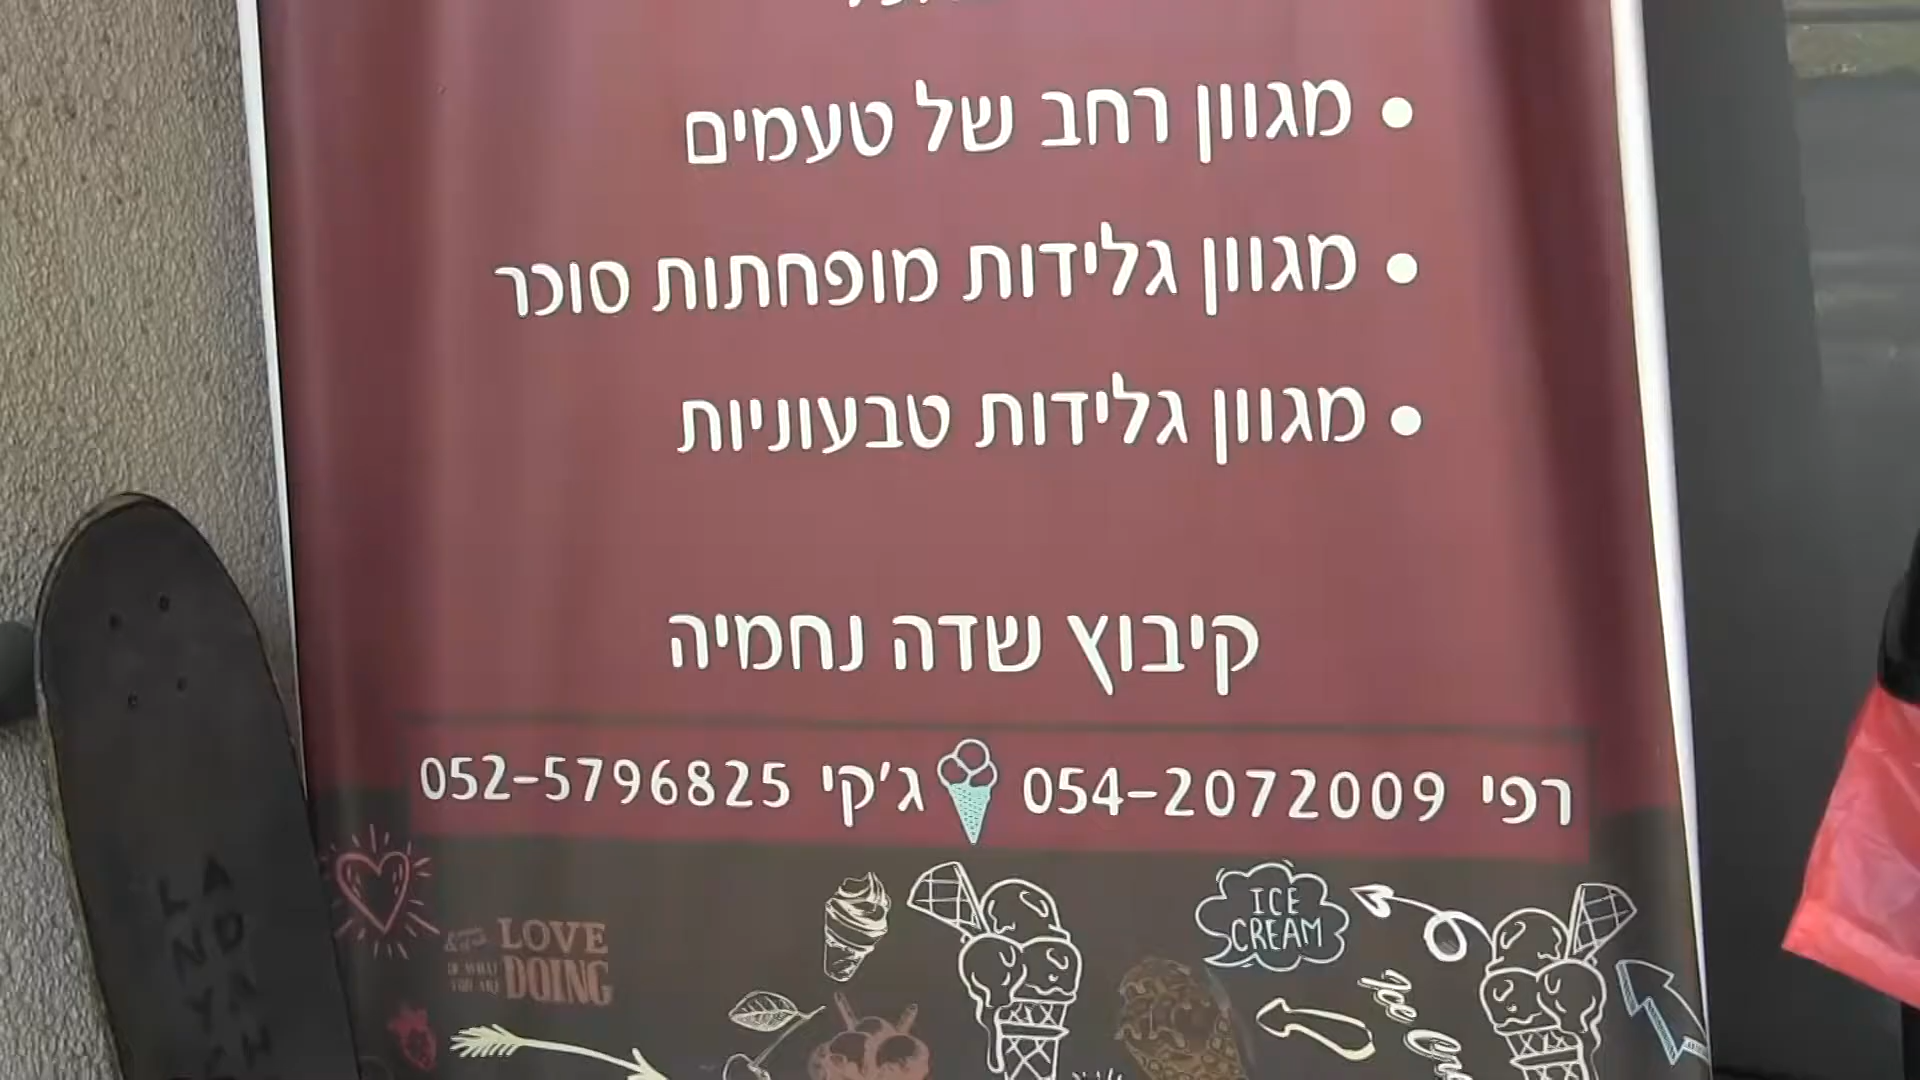 • מגוון רחב של טעמים
• מגוון גלידות מופחתות סוכר
• מגוון גלידות טבעוניות
קיבוץ שדה נחמיה
רפי 054-2072009 ג'קי 052-5796825
ICE
CREAM
LOVE
DOING
Ice